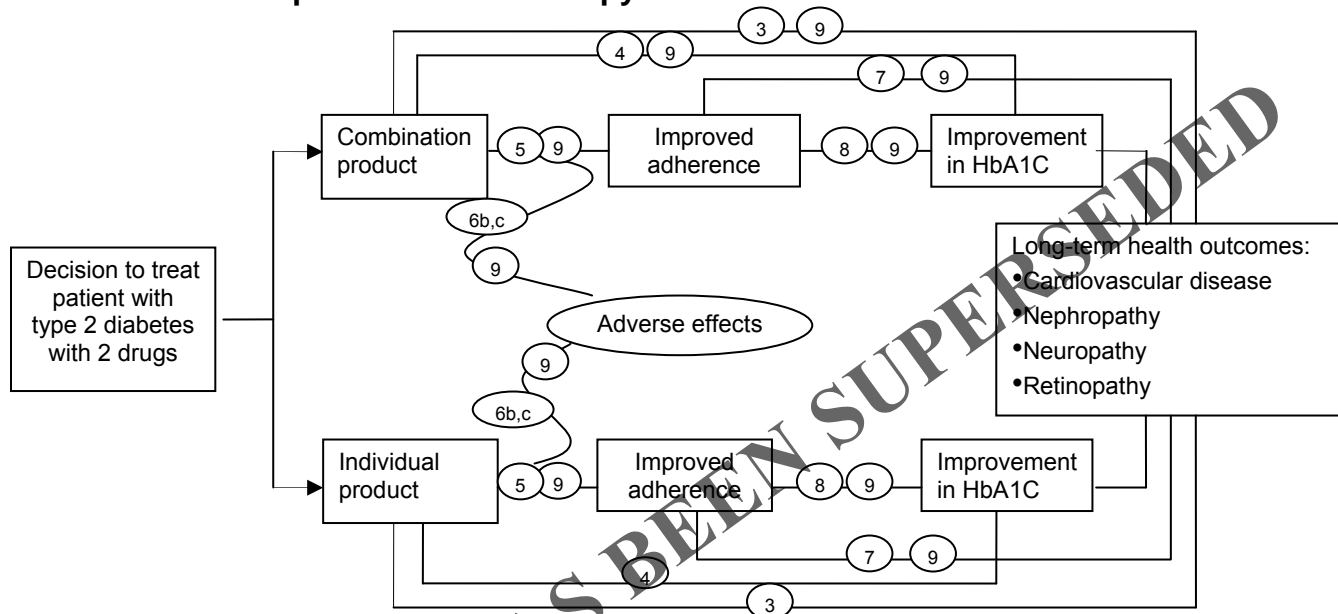 3 9
4 9
7 9
Combination
product
5 9
Improved
adherence
8 9
Improvement
in HbA1C
6b,c
9
Decision to treat
patient with
type 2 diabetes
with 2 drugs
Adverse effects
Long-term health outcomes:
•Cardiovascular disease
•Nephropathy
•Neuropathy
•Retinopathy
9
6b,c
Individual
product
5 9
Improved
adherence
8 9
Improvement
in HbA1C
7 9
4
3
BEEN SUPERSEDED